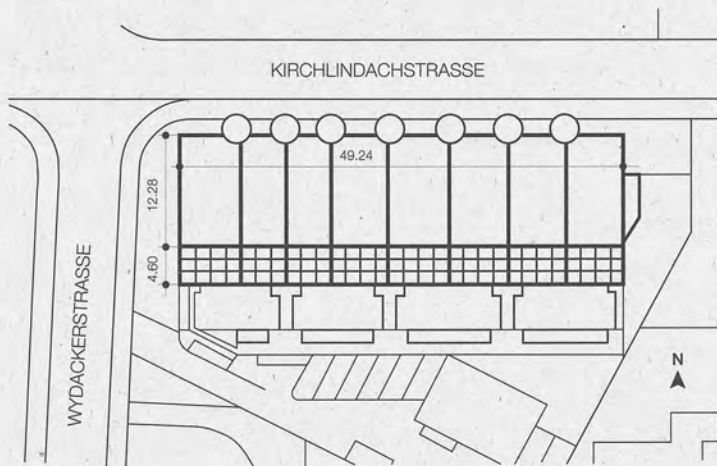 KIRCHLINDACHSTRASSE
49.24
12.28
4.60
WYDACKERSTRASSE
N